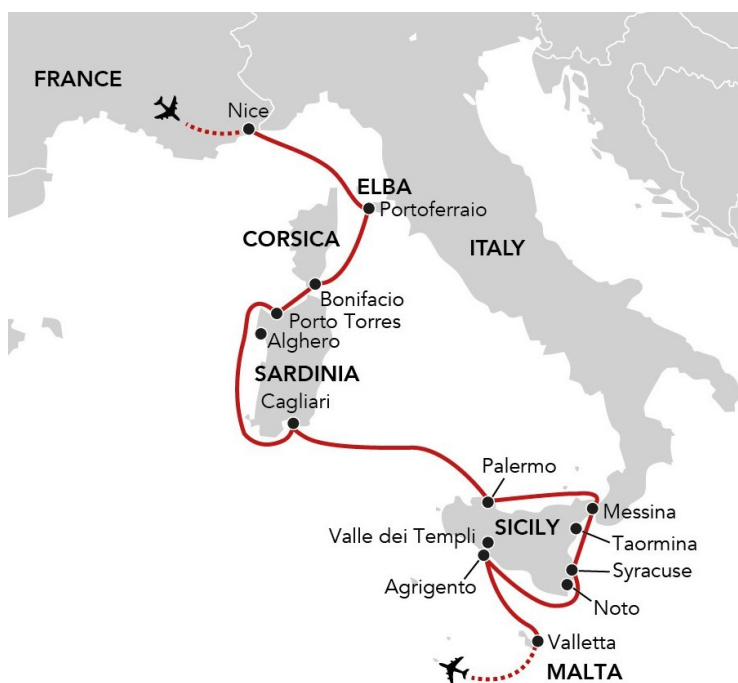 FRANCE
Nice
ELBA
Portoferraio
CORSICA
ITALY
Bonifacio
Porto Torres
Alghero
SARDINIA
Cagliari
Palermo
Messina
SICILY
Valle dei Templi
Taormina
Syracuse
Agrigento
Noto
Valletta
MALTA